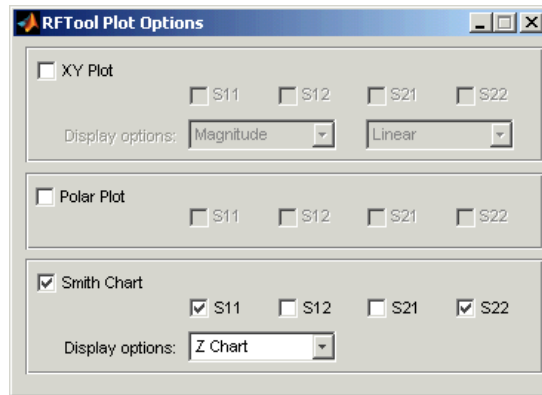 RFTool Plot Options
XY Plot
S11 S12 S21 S22
Display options: Magnitude Linear
Polar Plot
S11 S12 S21 S22
Smith Chart
S11 S12 S21 S22
Display options: Z Chart